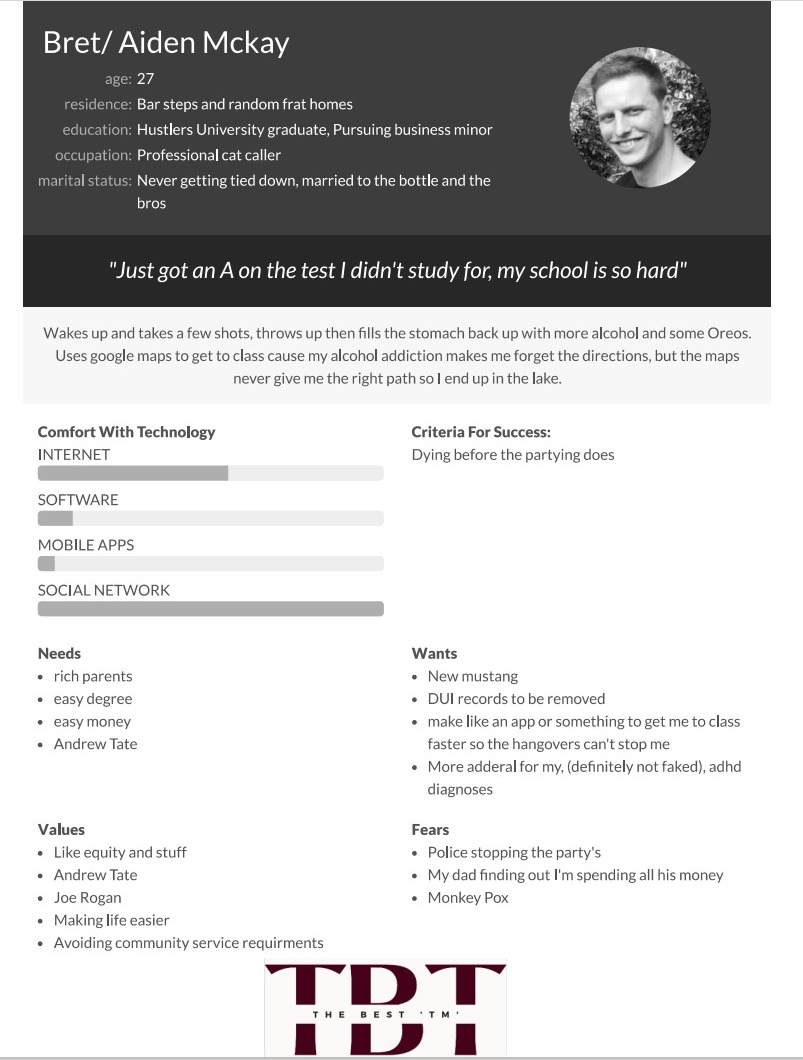 Bret/ Aiden Mckay
age: 27
residence: Bar steps and random frat homes
education: Hustlers University graduate, Pursuing business minor
occupation: Professional cat caller
marital status: Never getting tied down, married to the bottle and the
bros
"Just got an A on the test I didn't study for, my school is so hard"
Wakes up and takes a few shots, throws up then fills the stomach back up with more alcohol and some Oreos.
Uses google maps to get to class cause my alcohol addiction makes me forget the directions, but the maps
never give me the right path so I end up in the lake.
Comfort With Technology
INTERNET
SOFTWARE
MOBILE APPS
SOCIAL NETWORK
Criteria For Success:
Dying before the partying does
Needs
• rich parents
• easy degree
• easy money
• Andrew Tate
Wants
• New mustang
• DUI records to be removed
• make like an app or something to get me to class
faster so the hangovers can't stop me
• More adderal for my, (definitely not faked), adhd
diagnoses
Values
• Like equity and stuff
• Andrew Tate
• Joe Rogan
• Making life easier
• Avoiding community service requirments
Fears
• Police stopping the party's
• My dad finding out I'm spending all his money
• Monkey Pox
TBT
THE BEST 'TM'